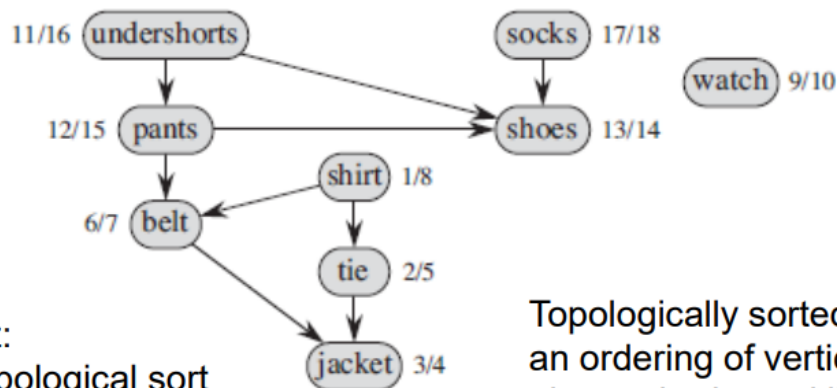 11/16 undershorts
socks 17/18
watch 9/10
12/15 pants
shoes 13/14
shirt 1/8
6/7 belt
tie 2/5
Topologically sorted
:
an ordering of
jacket 3/4
pological sort